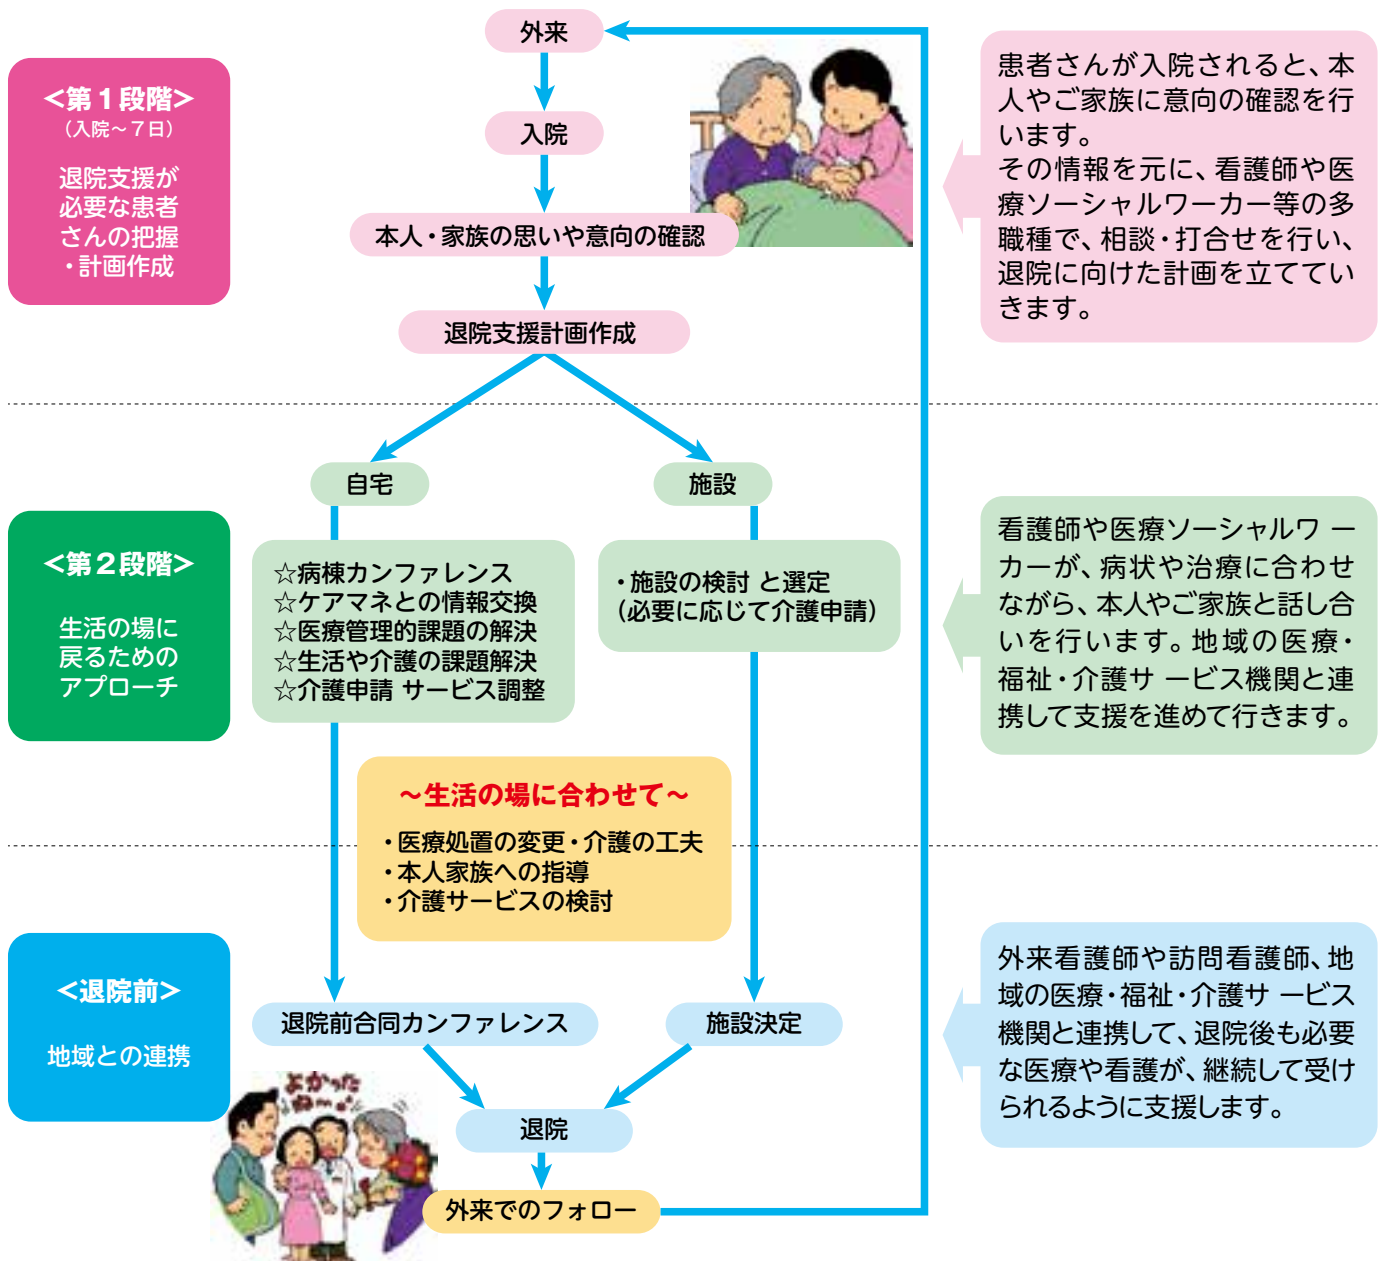 外来
<第1段階>
(入院～7日)
退院支援が
必要な患者
さんの把握
・計画作成
入院
本人・家族の思いや意向の確認
退院支援計画作成
患者さんが入院されると、本
人やご家族に意向の確認を行
います。
その情報を元に、看護師や医
療ソーシャルワーカー等の多
職種で、相談・打合せを行い、
退院に向けた計画を立ててい
きます。
<第2段階>
生活の場に
戻るための
アプローチ
自宅
☆病棟カンファレンス
☆ケアマネとの情報交換
☆医療管理的課題の解決
☆生活や介護の課題解決
☆介護申請 サービス調整
施設
・施設の検討 と選定
(必要に応じて介護申請)
看護師や医療ソーシャルワ ー
カーが、病状や治療に合わせ
ながら、本人やご家族と話し合
いを行います。地域の医療・
福祉・介護サ ービス機関と連
携して支援を進めて行きます。
～生活の場に合わせて～
・医療処置の変更・介護の工夫
・本人家族への指導
・介護サービスの検討
<退院前>
地域との連携
退院前合同カンファレンス
施設決定
外来看護師や訪問看護師、地
域の医療・福祉・介護サ ービス
機関と連携して、退院後も必要
な医療や看護が、継続して受け
られるように支援します。
よかった
ね～♪
退院
外来でのフォロー